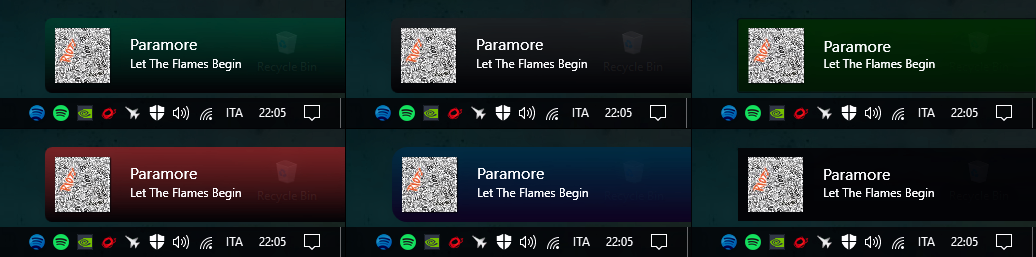 Paramore
Let The Flames Begin
Recycle Bin
ITA 22:05
Paramore
Let The Flames Begin
Recycle Bin
ITA 22:05
Paramore
Let The Flames Begin
ITA 22:05
Paramore
Let The Flames Begin
Recycle Bin
ITA 22:05
Paramore
Let The Flames Begin
ITA 22:05
Paramore
Let The Flames Begin
ITA 22:05